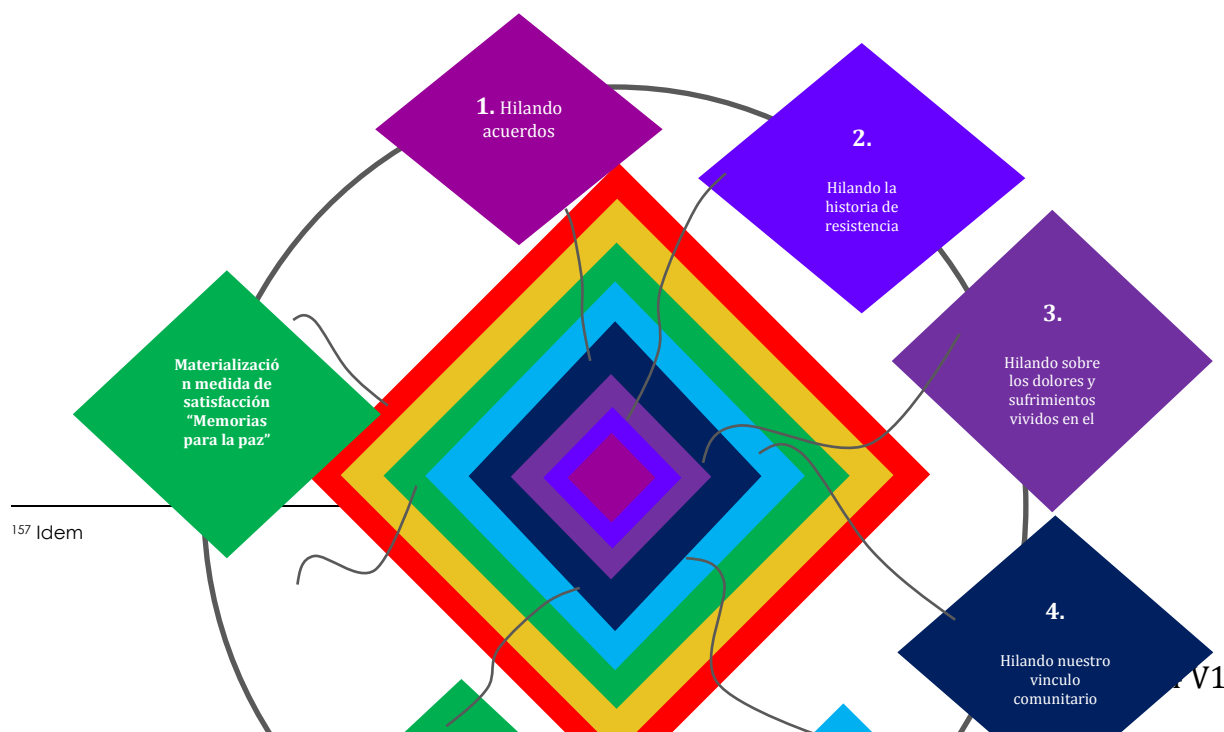 1. Hilando
acuerdos
2.
Hilando la
historia de
resistencia
3.
Hilando sobre
los dolores y
sufrimientos
vividos en el
4.
Hilando nuestro
vinculo
comunitario
Materializació
n medida de
satisfacción
“Memorias
para la paz”
157 Idem
V1